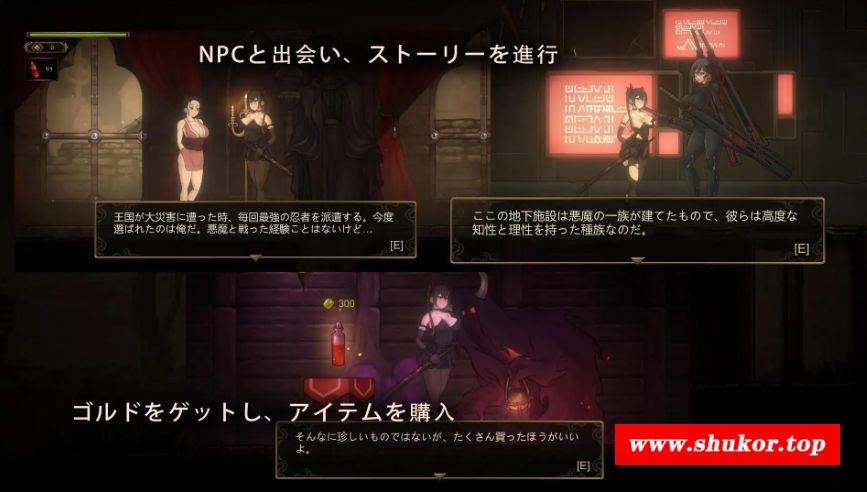 NPCと出会い、ストーリーを進行
0
1/1
王国が大災害に遭った時、毎回最強の忍者を派遣する。今度
選ばれたのは俺だ。悪魔と戦った経験ことはないけど...
[E]
ここの地下施設は悪魔の一族が建てたもので、彼らは高度な
知性と理性を持った種族なのだ。
[E]
300
ゴルドをゲットし、アイテムを購入
そんなに珍しいものではないが、たくさん買ったほうがいい
よ。
[E]
www.shukor.top